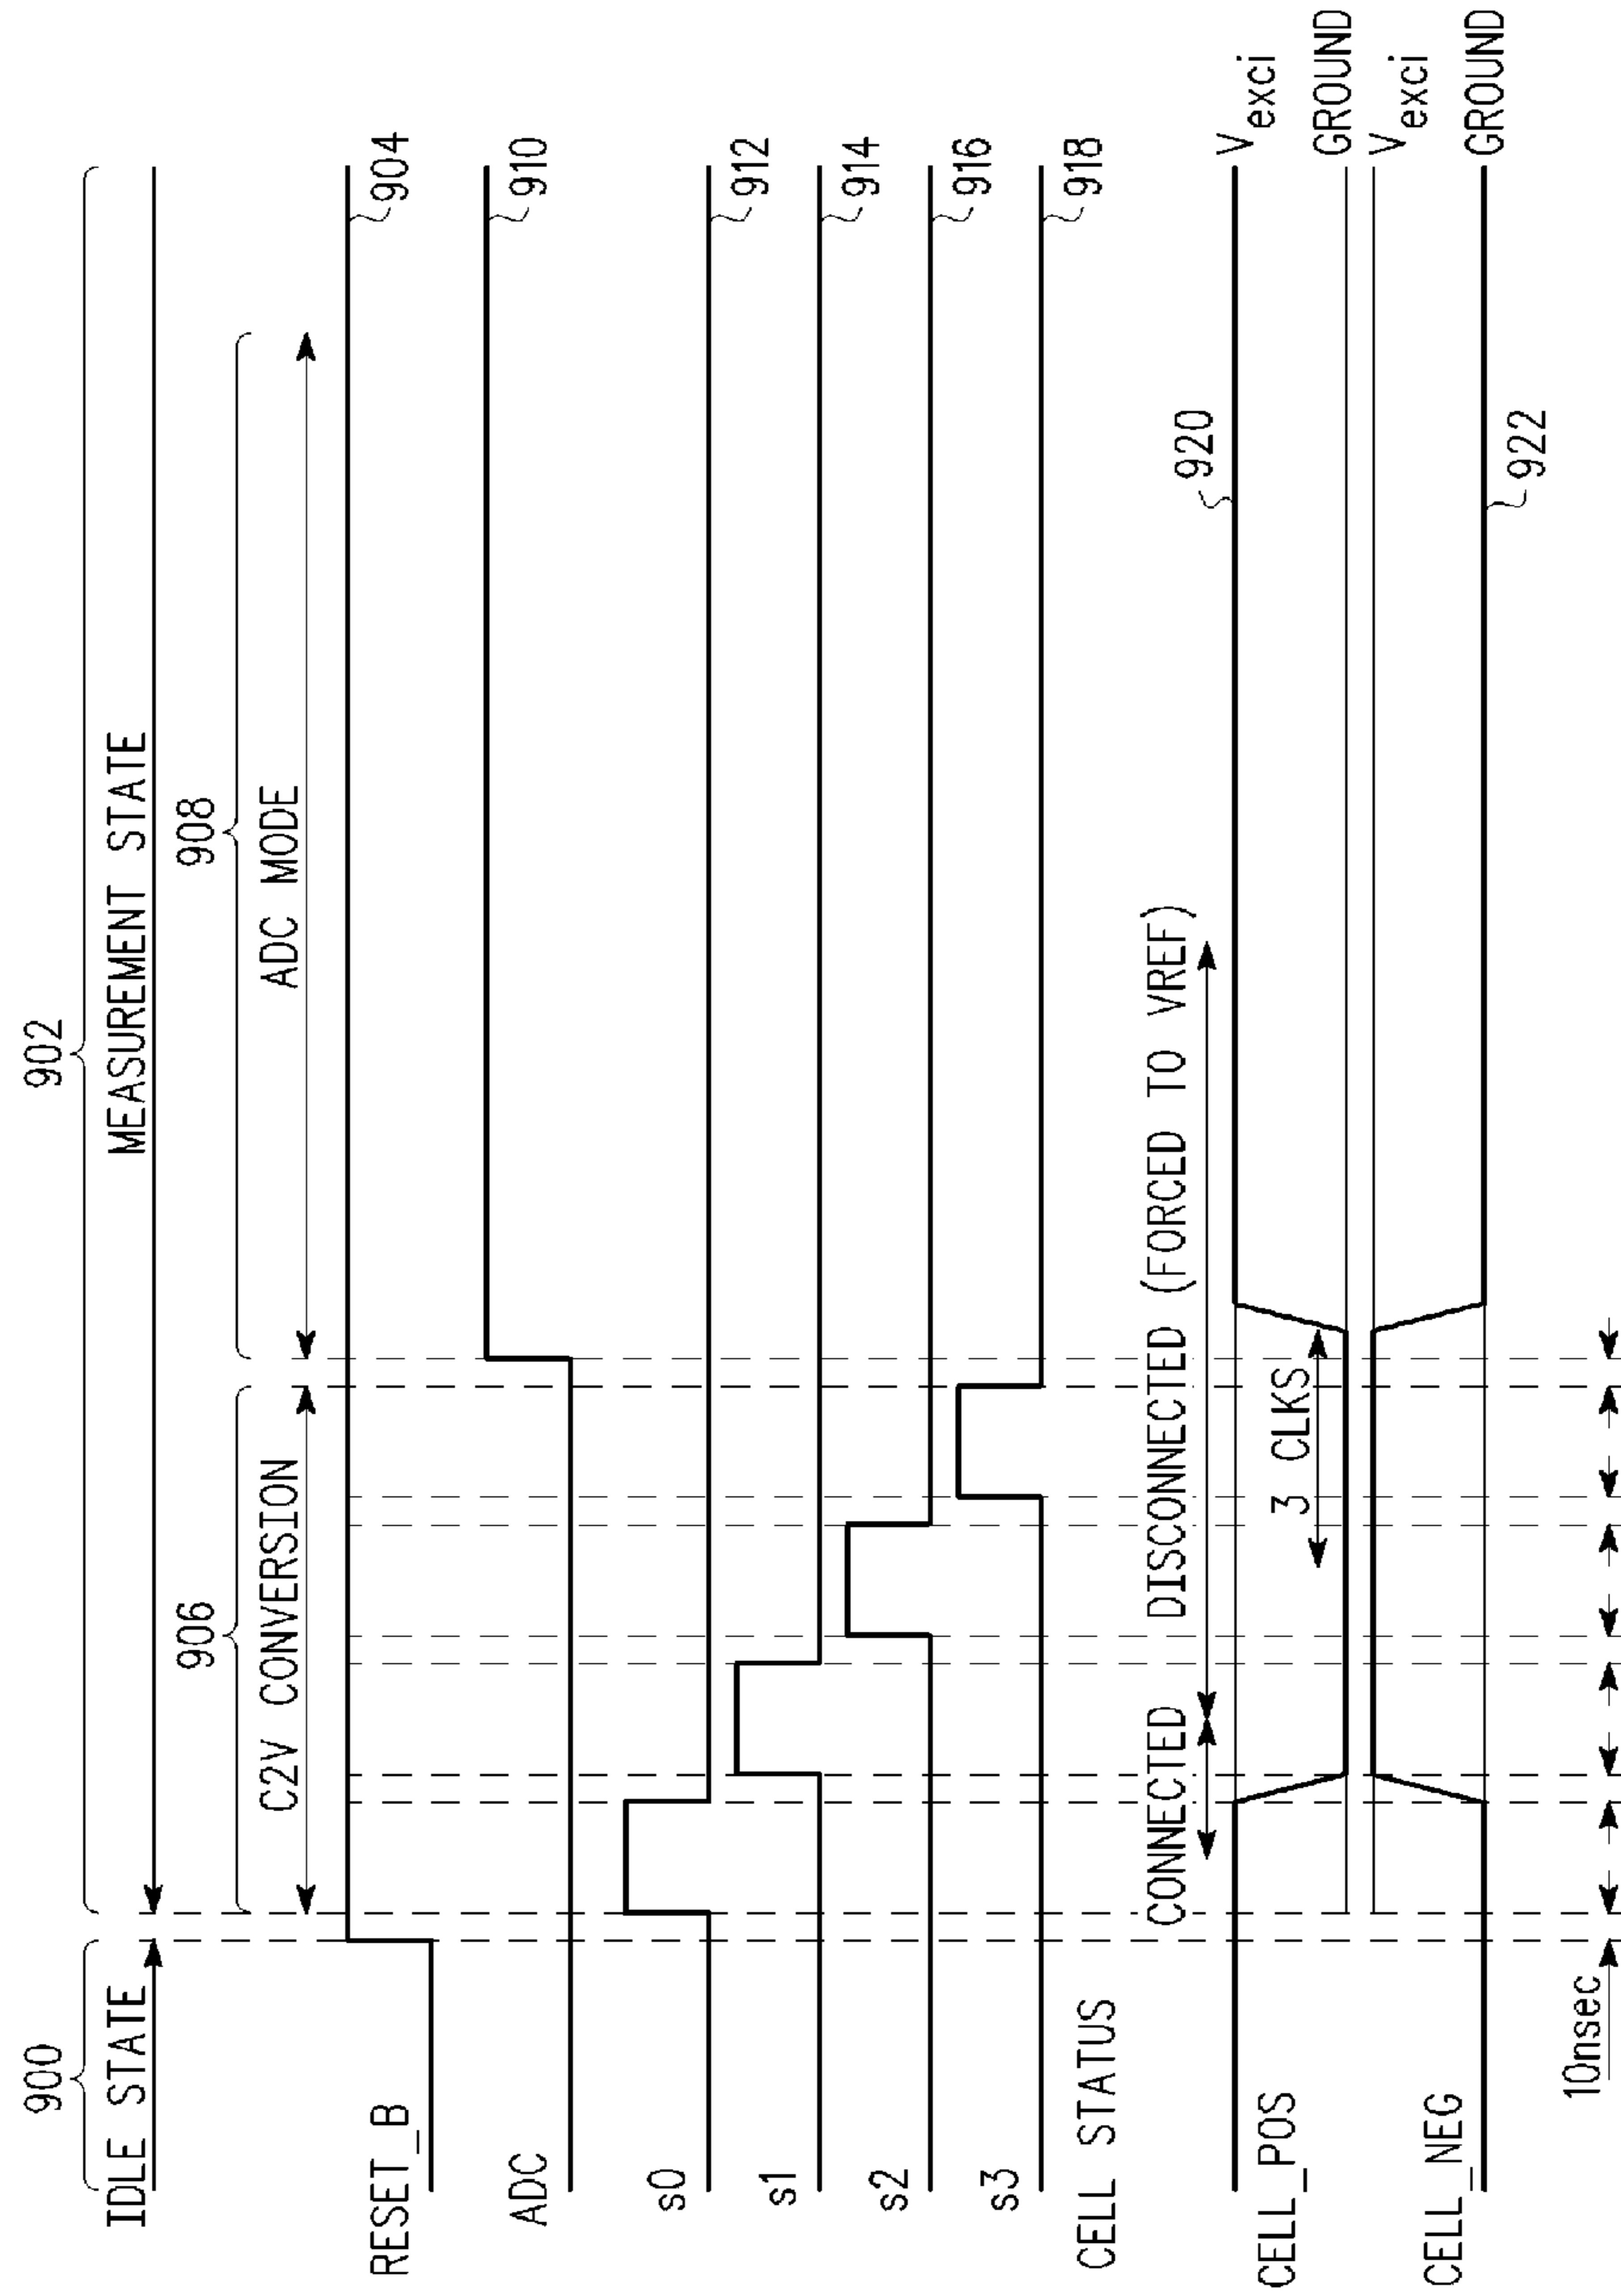 900
902
IDLE STATE
MEASUREMENT STATE
906
908
C2V CONVERSION
ADC MODE
RESET_B
904
ADC
910
s0
912
s1
914
s2
916
s3
918
CELL STATUS
CONNECTED
DISCONNECTED (FORCED TO VREF)
920
CELL_POS
3 CLKS
Vexci
GROUND
CELL_NEG
Vexci
GROUND
922
10nsec